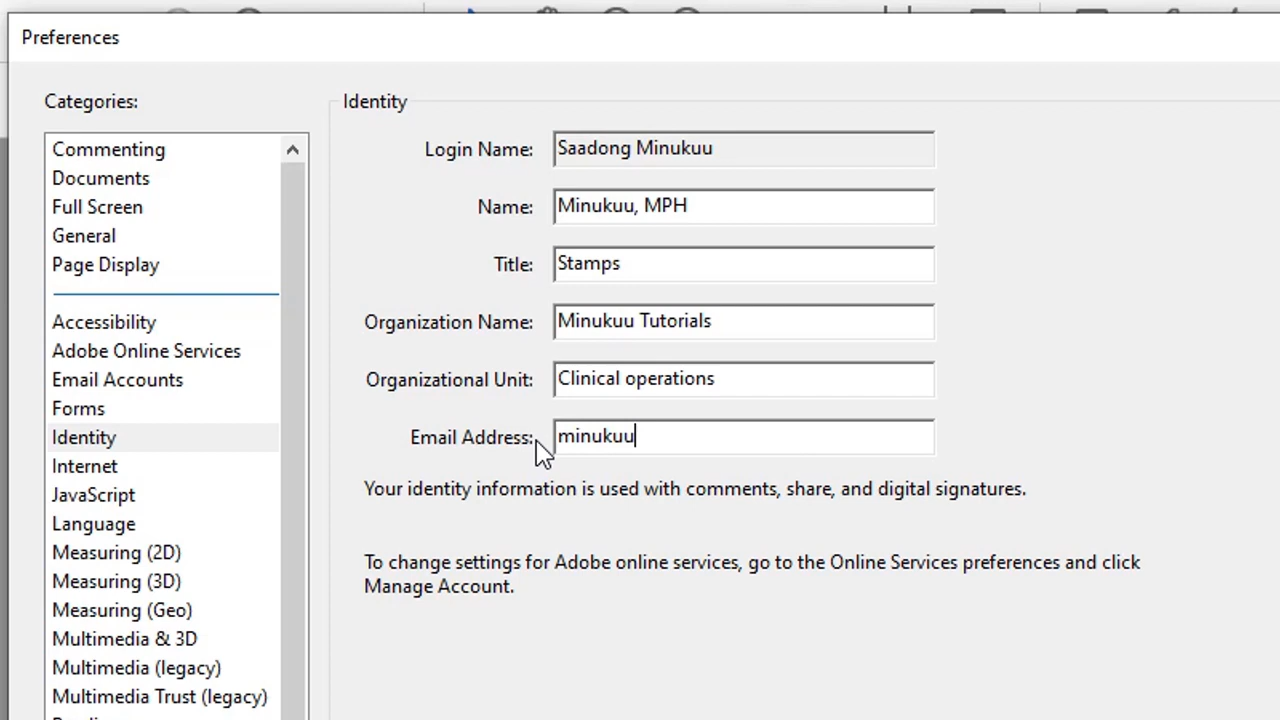 Preferences
Categories:
Commenting
Documents
Full Screen
General
Page Display
Accessibility
Adobe Online Services
Email Accounts
Forms
Identity
Internet
JavaScript
Language
Measuring (2D)
Measuring (3D)
Measuring (Geo)
Multimedia & 3D
Multimedia (legacy)
Multimedia Trust (legacy)
Identity
Login Name: Saadong Minukuu
Name: Minukuu, MPH
Title: Stamps
Organization Name: Minukuu Tutorials
Organizational Unit: Clinical operations
Email Address: minukuu
Your identity information is used with comments, share, and digital signatures.
To change settings for Adobe online services, go to the Online Services preferences and click
Manage Account.